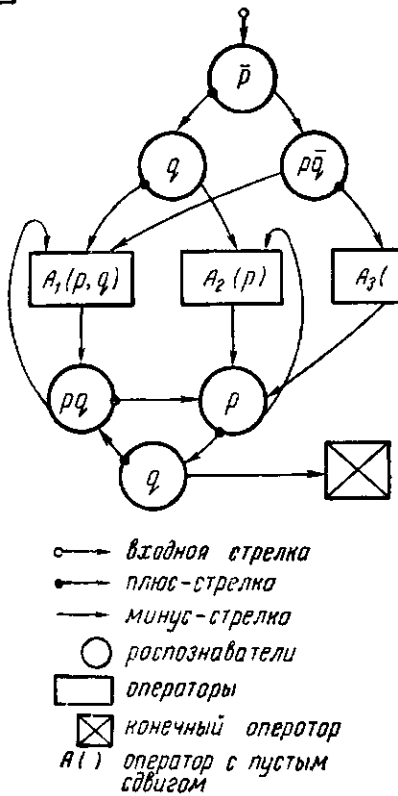 p̄
q
pq̄
A₁(p,q)
A₂(p)
A₃(
pq
p
q
входная стрелка
плюс-стрелка
минус-стрелка
распознаватели
операторы
конечный оператор
A( ) оператор с пустым
сдвигом